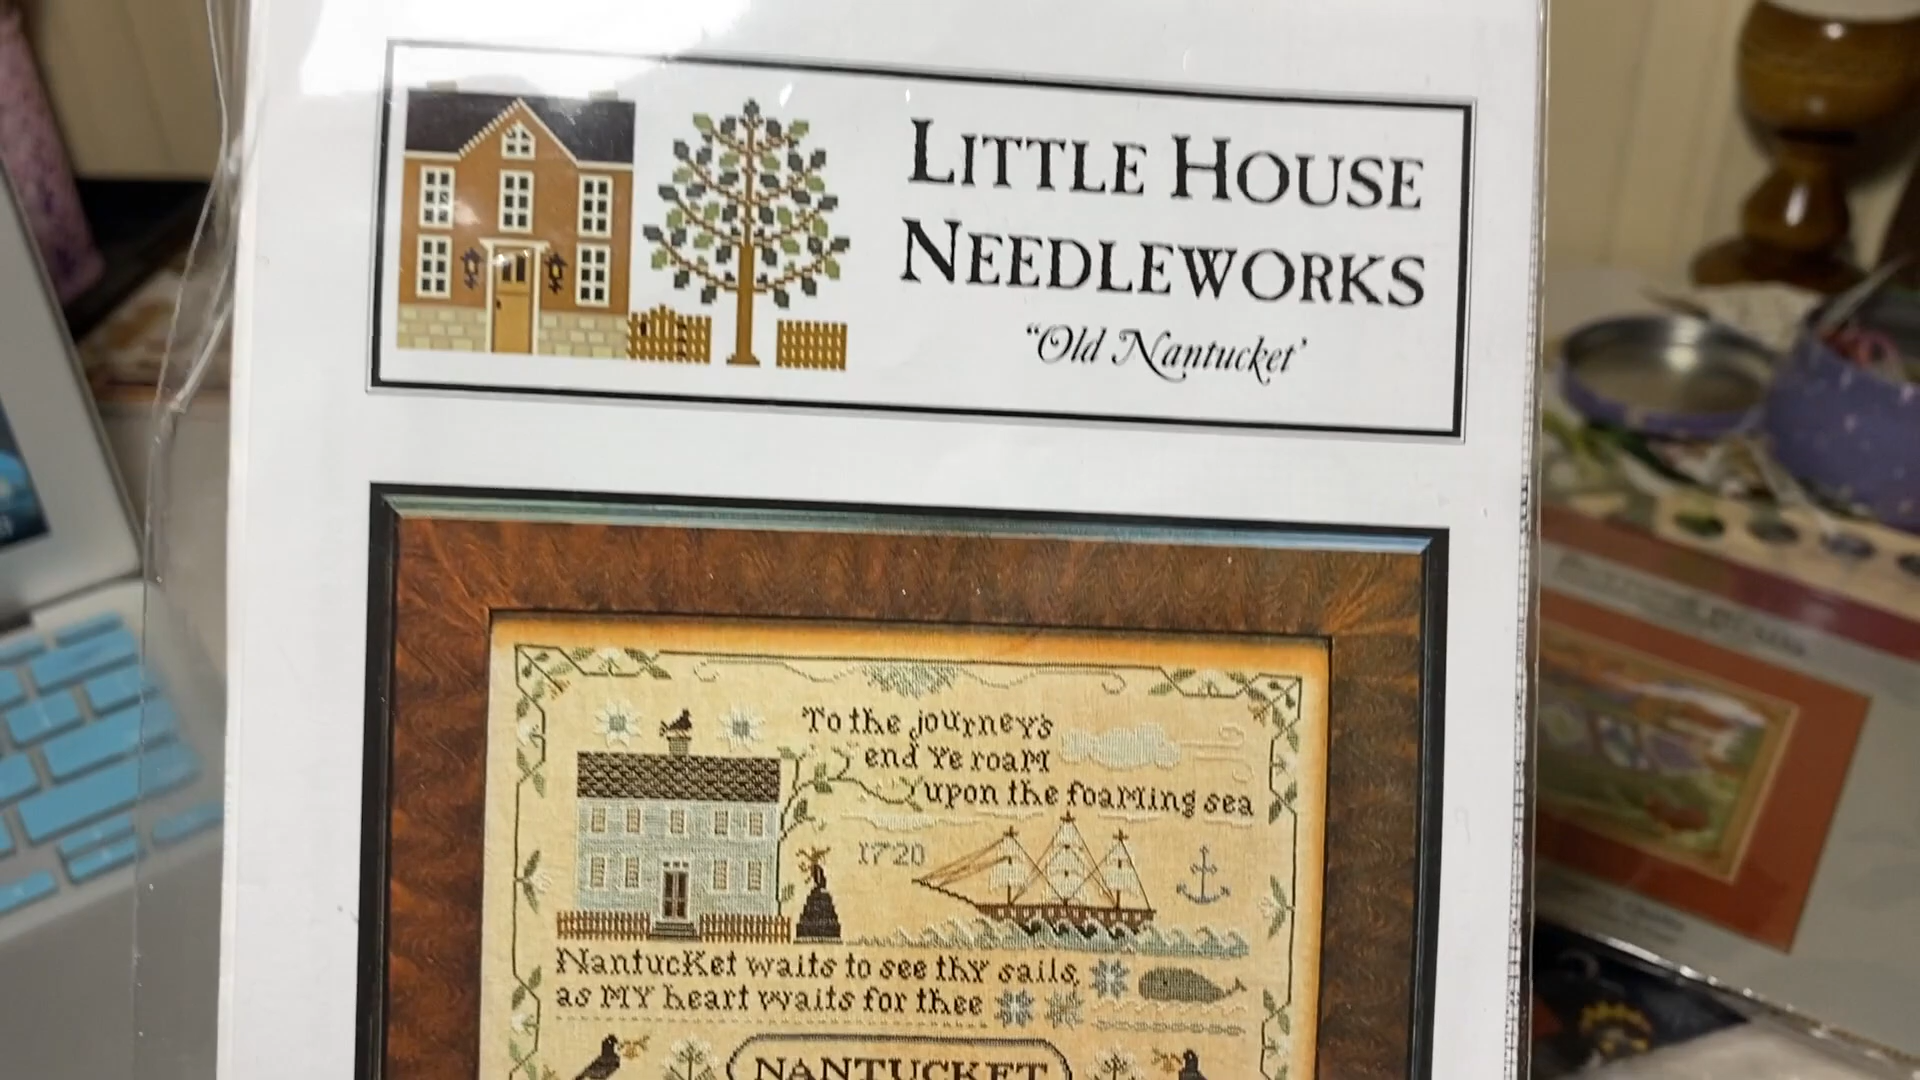 LITTLE HOUSE
NEEDLEWORKS
"Old Nantucket"
To the journeys
end ye roam
upon the foaming sea
1720
Nantucket waits to see thy sails,
as my heart waits for thee
NANTUCKET